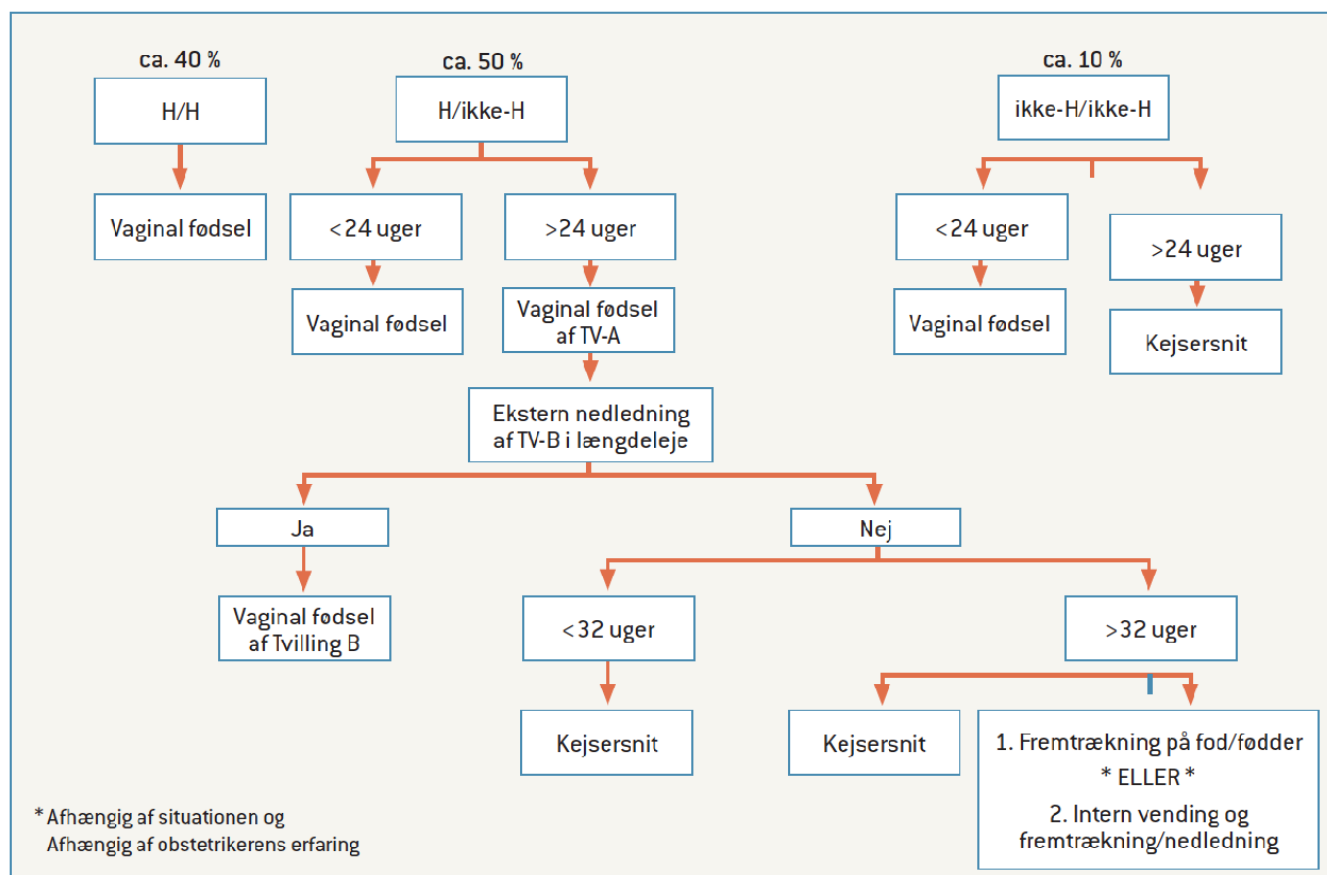 ca. 40 %
ca. 50 %
ca. 10 %
H/H
H/ikke-H
ikke-H/ikke-H
Vaginal fødsel
<24 uger
>24 uger
<24 uger
>24 uger
Vaginal fødsel
Vaginal fødsel
af TV-A
Vaginal fødsel
Kejsersnit
Ekstern nedledning
af TV-B i længdeleje
Ja
Nej
Vaginal fødsel
af Tvilling B
<32 uger
>32 uger
Kejsersnit
Kejsersnit
1. Fremtrækning på fod/fødder
* ELLER *
2. Intern vending og
fremtrækning/nedledning
* Afhængig af situationen og
Afhængig af obstetrikerens erfaring